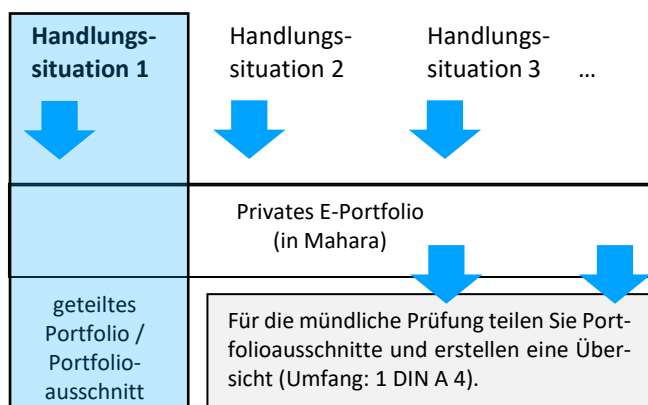 Handlungs-
situation 1
Handlungs-
situation 2
Handlungs-
situation 3 ...
Privates E-Portfolio
(in Mahara)
geteiltes
Portfolio /
Portfolio-
ausschnitt
Für die mündliche Prüfung teilen Sie Port-
folioausschnitte und erstellen eine Über-
sicht (Umfang: 1 DIN A 4).